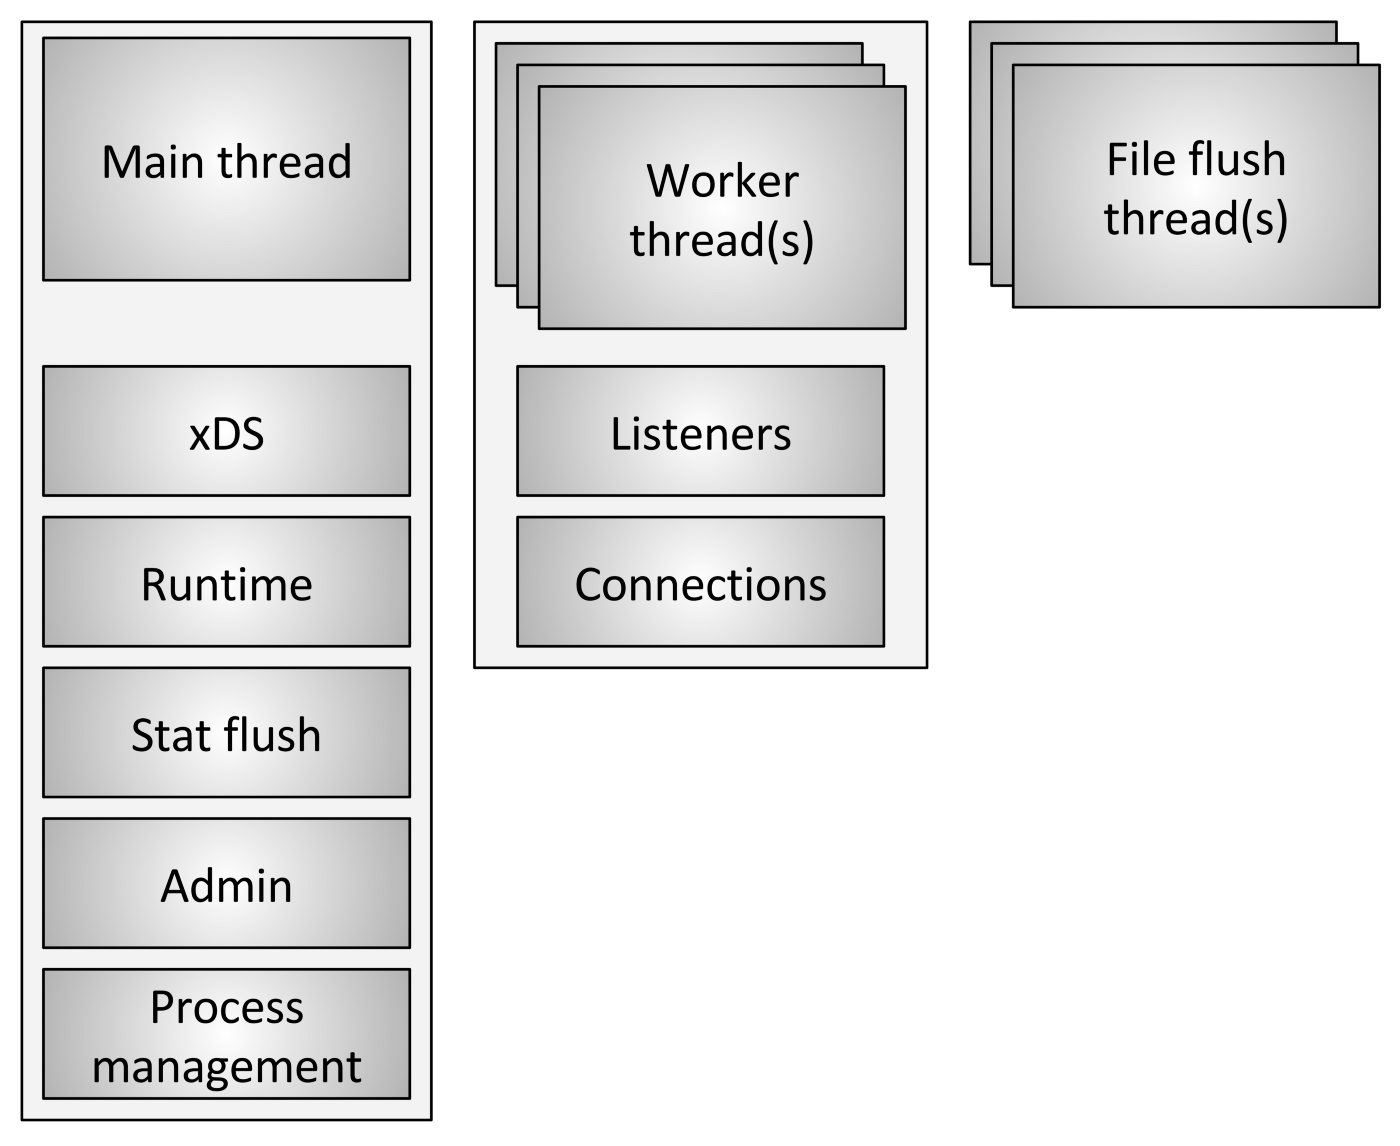 Main thread
xDS
Runtime
Stat flush
Admin
Process
management
Worker
thread(s)
Listeners
Connections
File flush
thread(s)